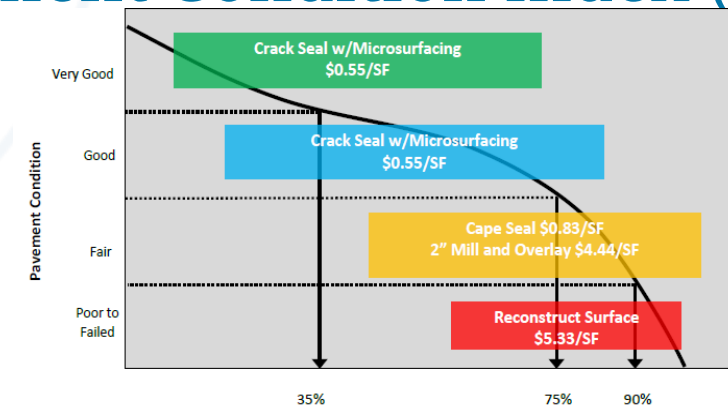 Condition Index (
Very Good
Crack Seal w/Microsurfacing
$0.55/SF
Good
Crack Seal w/Microsurfacing
$0.55/SF
Pavement Condition
Fair
Cape Seal $0.83/SF
2” Mill and Overlay $4.44/SF
Poor to
Failed
Reconstruct Surface
$5.33/SF
35%
75%
90%